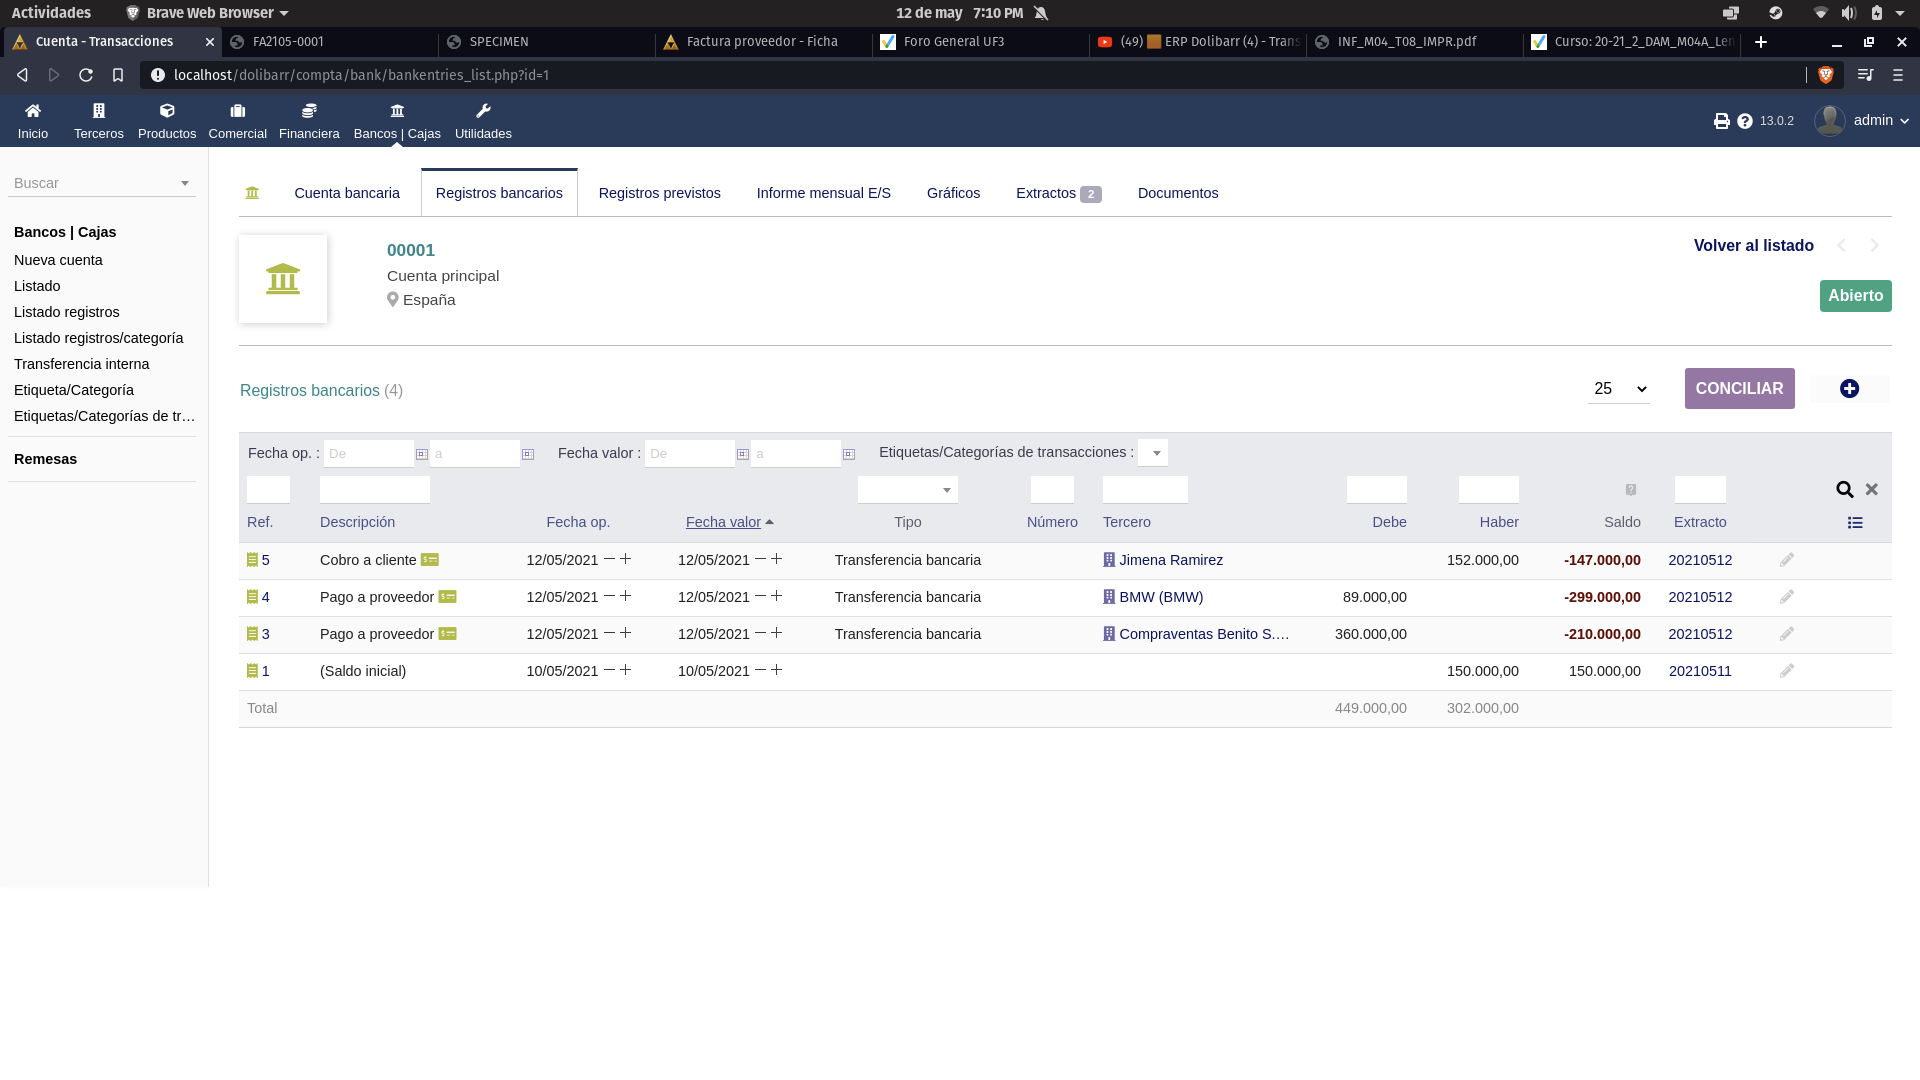 Actividades
Brave Web Browser
12 de may 7:10 PM
Cuenta - Transacciones
FA2105-0001
SPECIMEN
Factura proveedor - Ficha
Foro General UF3
(49) ERP Dolibarr (4) - Trans
INF_M04_T08_IMPR.pdf
Curso: 20-21_2_DAM_M04A_Len
localhost/dolibarr/compta/bank/bankentries_list.php?id=1
Inicio Terceros Productos Comercial Financiera Bancos | Cajas Utilidades
13.0.2 admin
Buscar
Bancos | Cajas
Nueva cuenta
Listado
Listado registros
Listado registros/categoría
Transferencia interna
Etiqueta/Categoría
Etiquetas/Categorías de tr…
Remesas
Cuenta bancaria Registros bancarios Registros previstos Informe mensual E/S Gráficos Extractos 2 Documentos
00001
Cuenta principal
España
Volver al listado
Abierto
Registros bancarios (4)
25 CONCILIAR
Fecha op. : De a Fecha valor : De a Etiquetas/Categorías de transacciones :
Ref. Descripción Fecha op. Fecha valor Tipo Número Tercero Debe Haber Saldo Extracto
5 Cobro a cliente 12/05/2021 12/05/2021 Transferencia bancaria Jimena Ramirez 152.000,00 -147.000,00 20210512
4 Pago a proveedor 12/05/2021 12/05/2021 Transferencia bancaria BMW (BMW) 89.000,00 -299.000,00 20210512
3 Pago a proveedor 12/05/2021 12/05/2021 Transferencia bancaria Compraventas Benito S.… 360.000,00 -210.000,00 20210512
1 (Saldo inicial) 10/05/2021 10/05/2021 150.000,00 150.000,00 20210511
Total 449.000,00 302.000,00